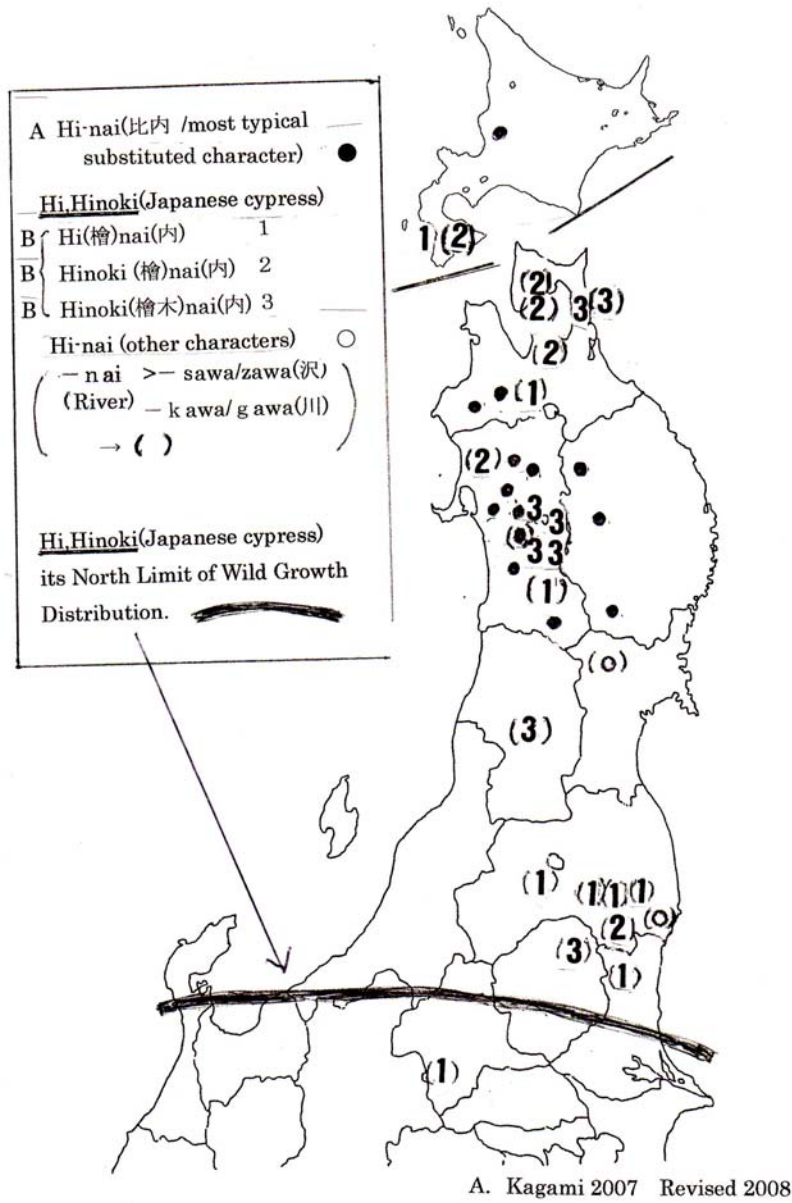 A Hi-nai(比内 /most typical
substituted character) ●
Hi,Hinoki(Japanese cypress)
B Hi(檜)nai(内) 1
B Hinoki (檜)nai(内) 2
B Hinoki(檜木)nai(内) 3
Hi-nai (other characters) ○
( ー nai >ー sawa/zawa(沢)
(River) ー kawa/gawa(川)
→ ( ) )
Hi,Hinoki(Japanese cypress)
its North Limit of Wild Growth
Distribution.
1 (2)
(2)
(2) 3 (3)
(2)
(1)
(2)
3
3
3 3
(1)
(○)
(3)
(1) (1) (1) (1)
(2) (○)
(3) (1)
(1)
A. Kagami 2007 Revised 2008